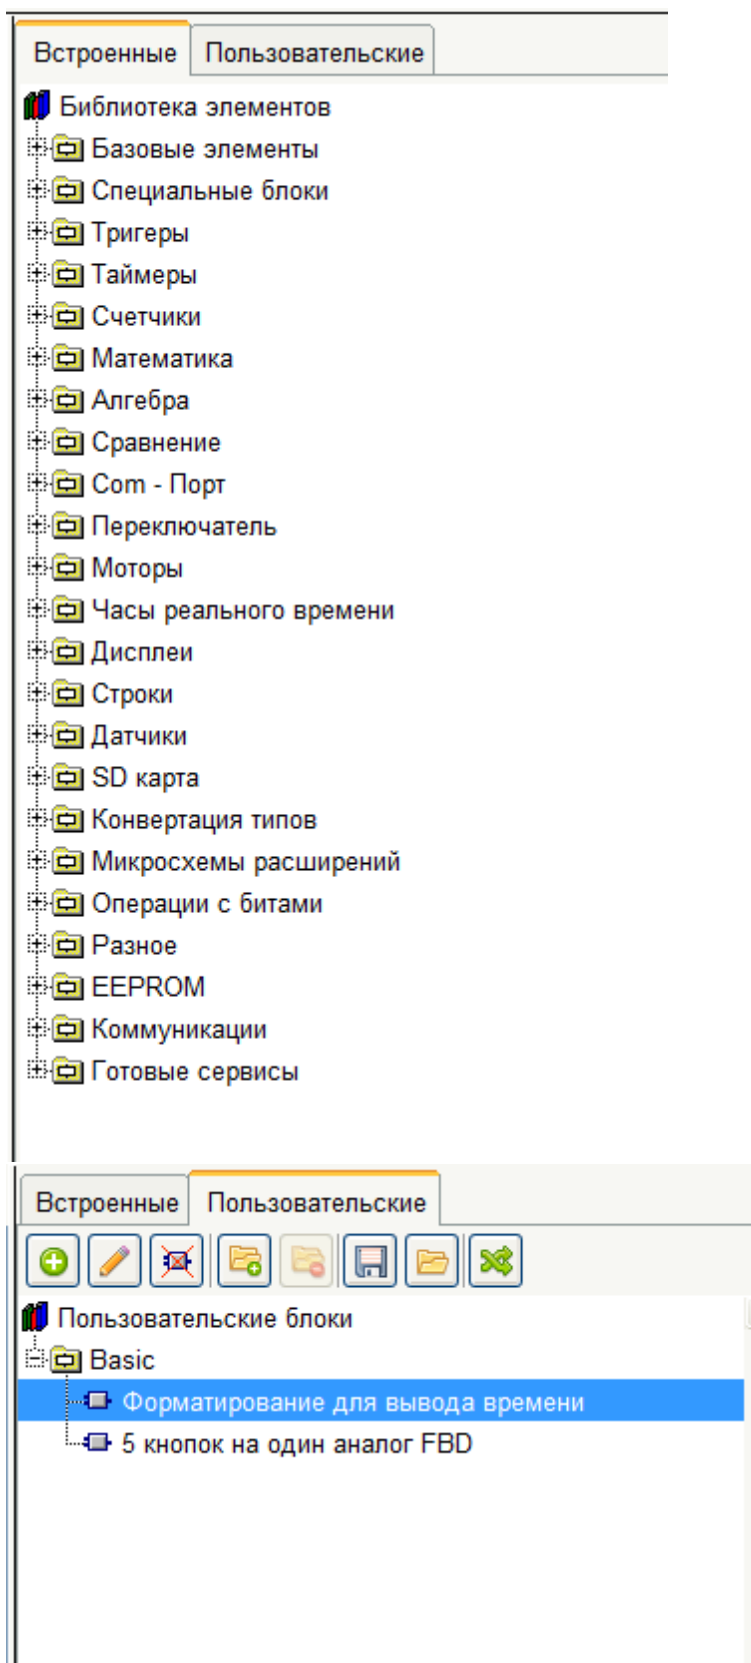 Встроенные Пользовательские
Библиотека элементов
Базовые элементы
Специальные блоки
Тригеры
Таймеры
Счетчики
Математика
Алгебра
Сравнение
Com - Порт
Переключатель
Моторы
Часы реального времени
Дисплеи
Строки
Датчики
SD карта
Конвертация типов
Микросхемы расширений
Операции с битами
Разное
EEPROM
Коммуникации
Готовые сервисы
Встроенные Пользовательские
Пользовательские блоки
Basic
Форматирование для вывода времени
5 кнопок на один аналог FBD